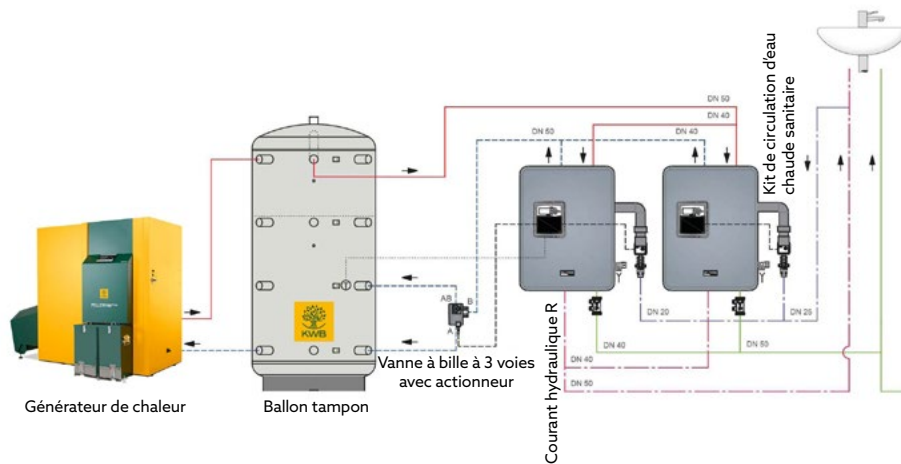 DN 50
DN 40
DN 50
DN 40
Kit de circulation d'eau
chaude sanitaire
AB
B
A
KWB
DN 20
DN 25
DN 40
DN 50
DN 40
DN 50
Vanne à bille à 3 voies
avec actionneur
Courant hydraulique R
Générateur de chaleur
Ballon tampon